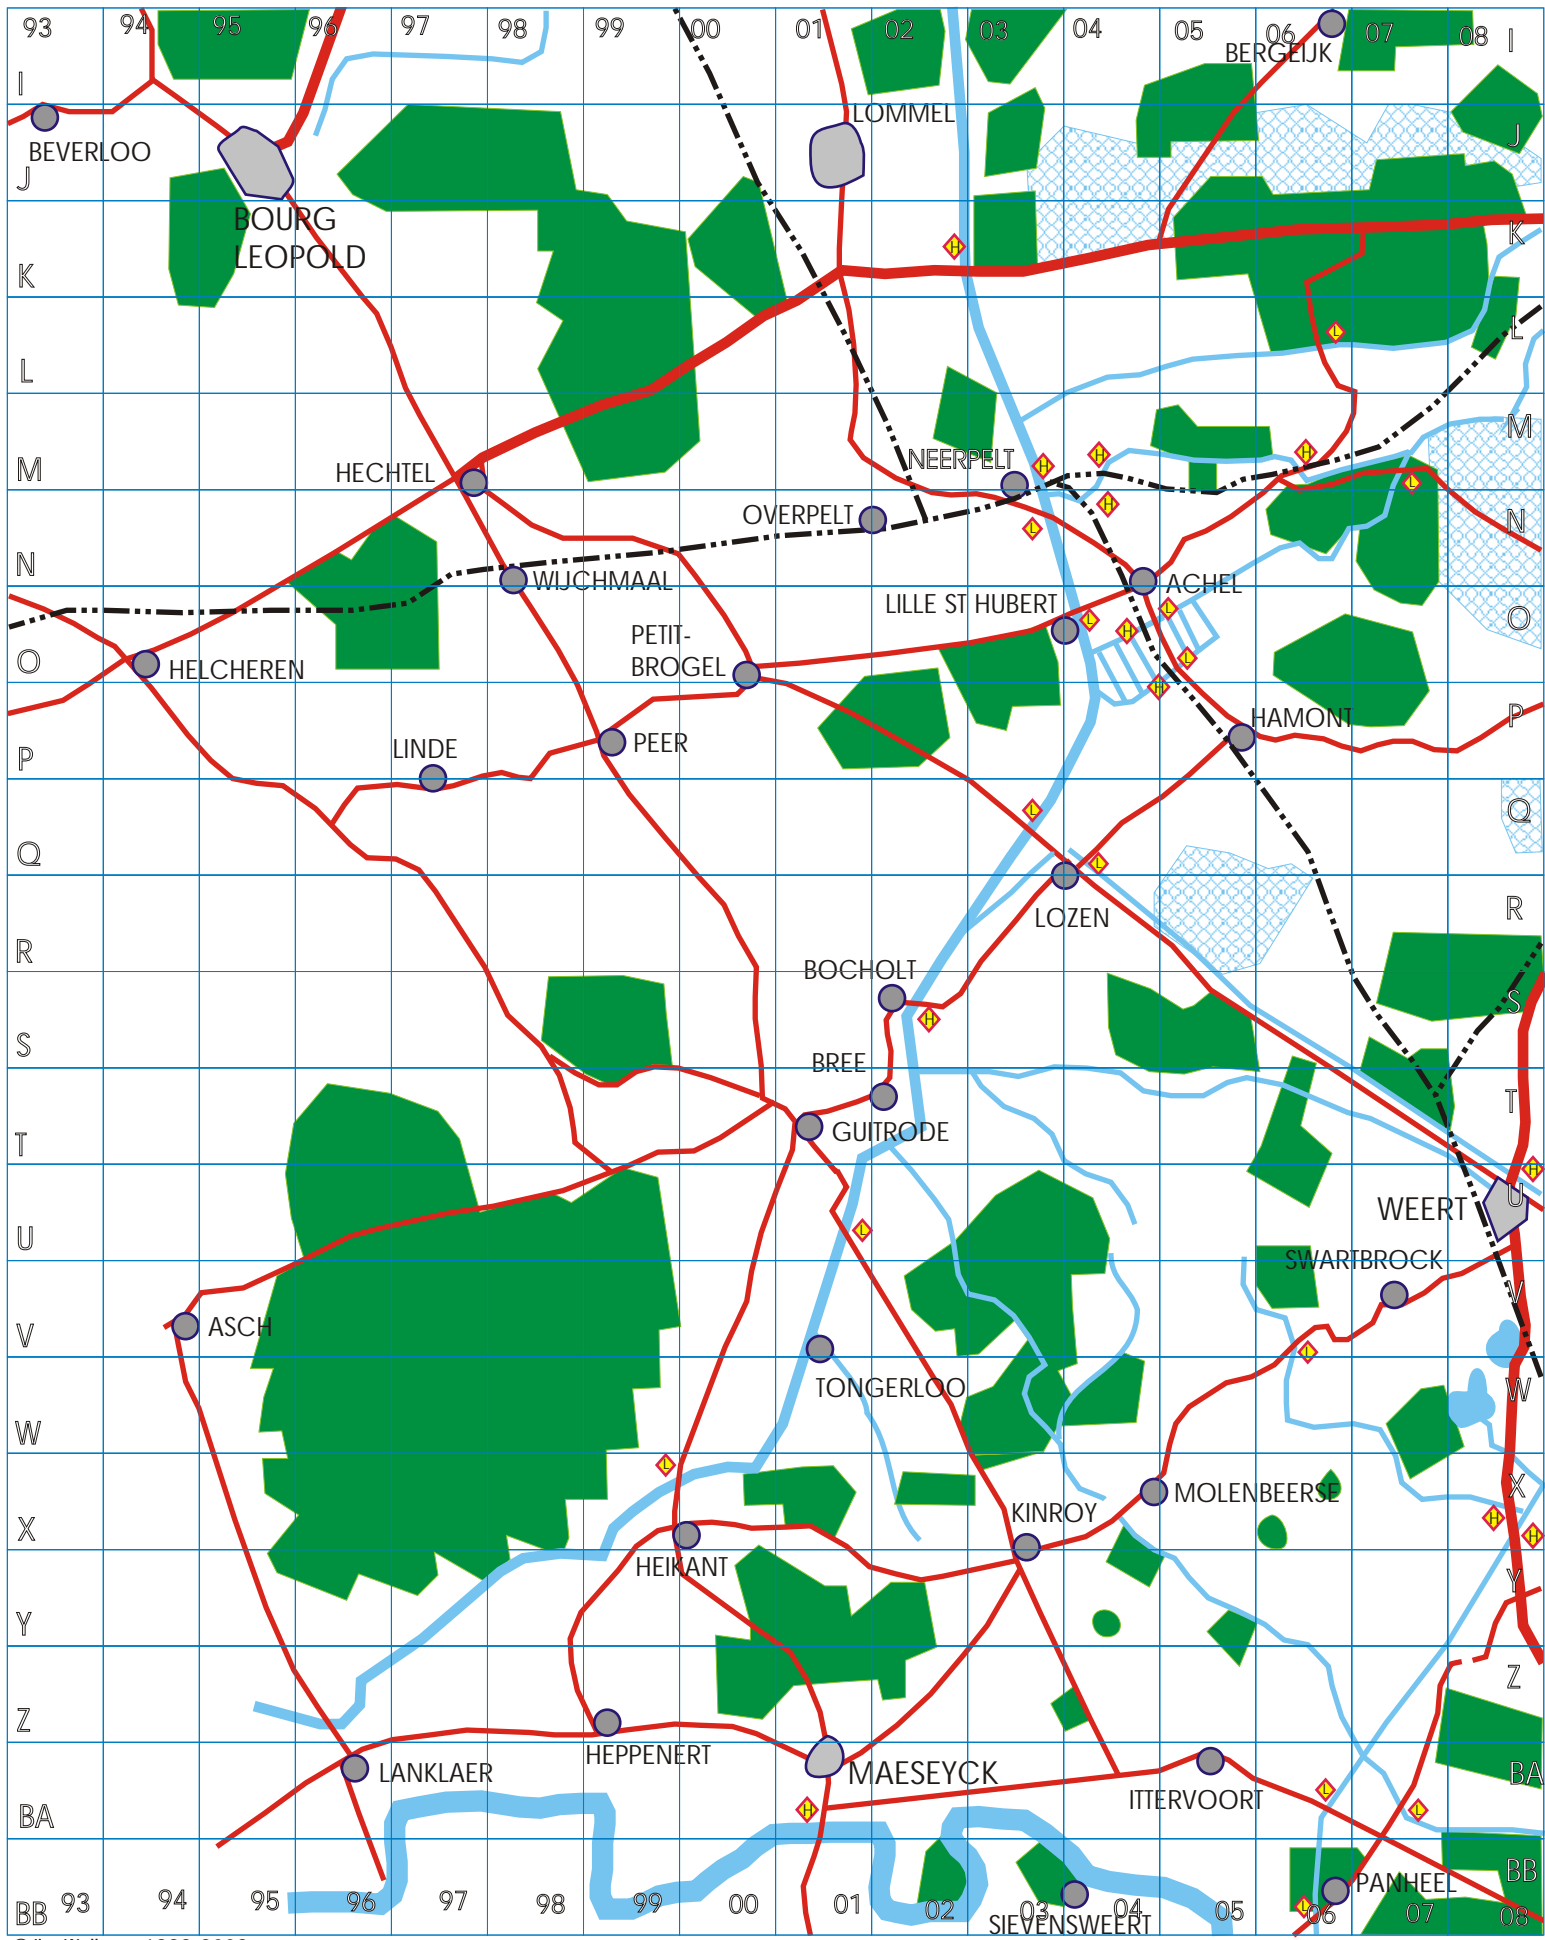 93 94 95 96 97 98 99 00 01 02 03 04 05 06 07 08 I
BERGEIJK
I
LOMMEL
BEVERLOO
J
J
BOURG
LEOPOLD
K
K
L
L
M
NEERPELT
HECHTEL
M
OVERPELT
N
N
WIJCHMAAL
ACHEL
LILLE ST HUBERT
O
PETIT-
BROGEL
O
HELCHEREN
HAMONT
P
PEER
LINDE
P
Q
Q
LOZEN
R
R
BOCHOLT
S
S
BREE
T
GUITRODE
T
WEERT
U
U
SWARTBROCK
V
ASCH
V
TONGERLOO
W
W
MOLENBEERSE
X
KINROY
X
HEIKANT
Y
Y
Z
Z
HEPPENERT
LANKLAER
MAESEYCK
BA
ITTERVOORT
BA
BB
PANHEEL
93 94 95 96 97 98 99 00 01 02 03 04 05 06 07 08
BB
SIEVENSWEERT
H
L
H
L
H
H
L
H
L
L
L
L
L
L
L
L
H
H
L
L
L
H
H
L
H
L
L